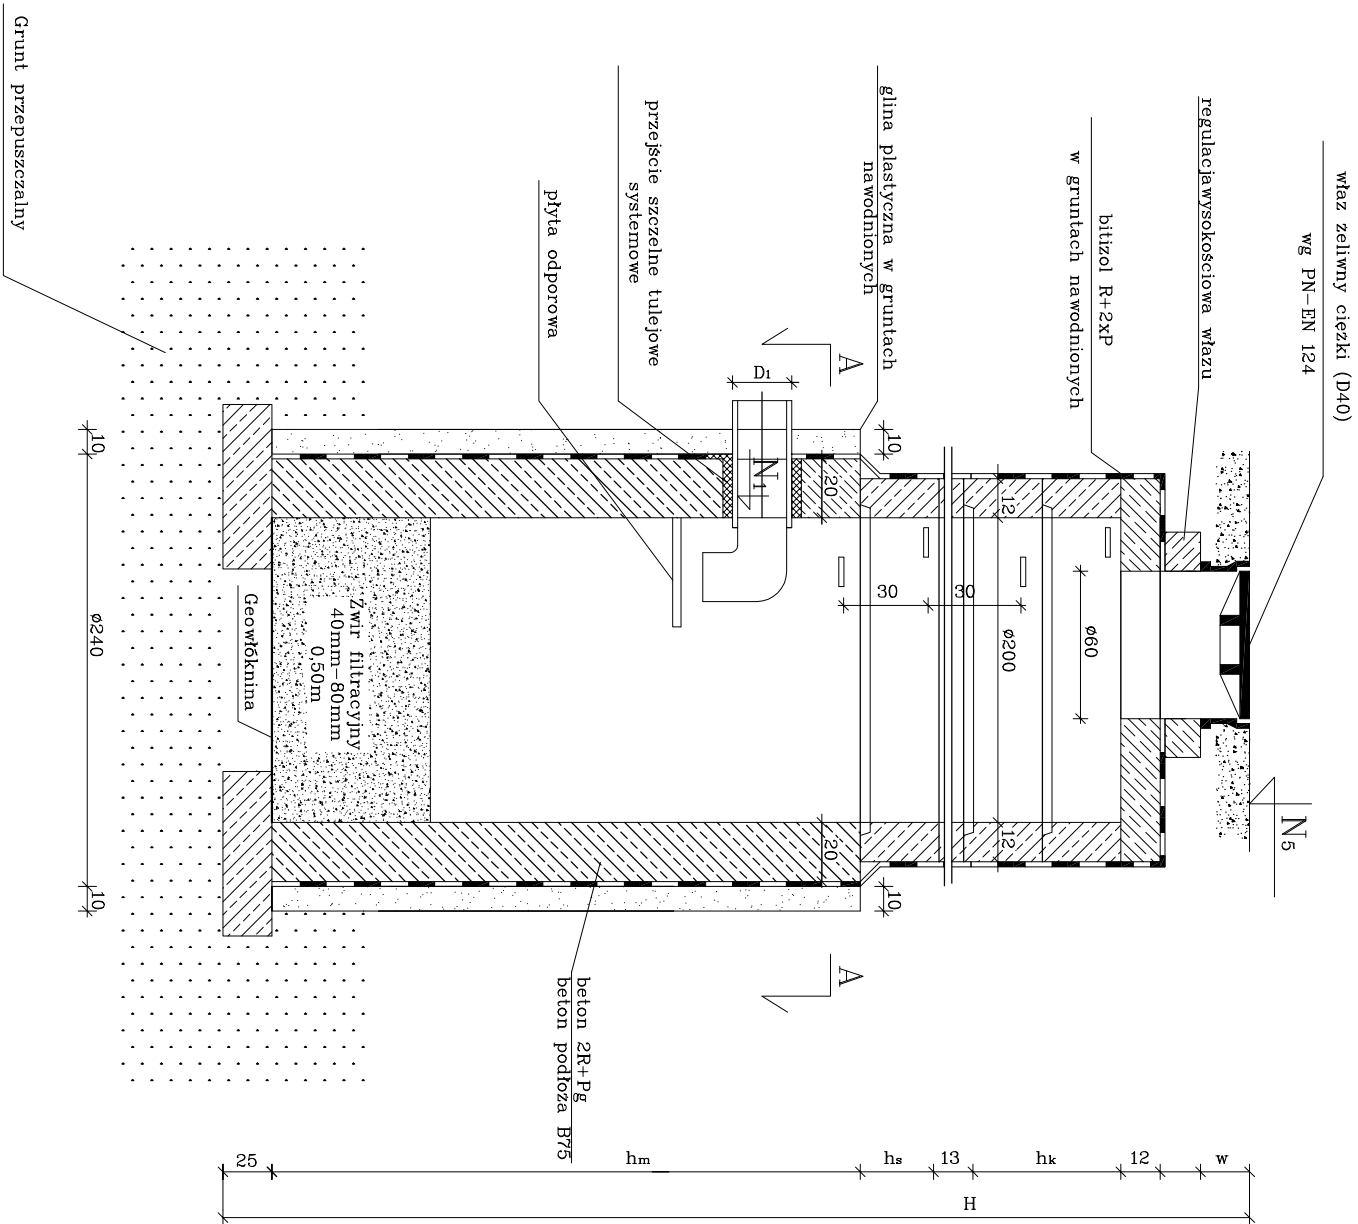 właz żeliwny ciężki (D40)
wg PN-EN 124
regulacjawysokościowa włazu
bitizol R+2xP
w gruntach nawodnionych
glina plastyczna w gruntach
nawodnionych
przejście szczelne tulejowe
systemowe
płyta odporowa
Grunt przepuszczalny
A
D1
N1
10
10
20
12
30
30
ø200
ø60
N5
Żwir filtracyjny
40mm-80mm
0,50m
Geowłóknina
ø240
12
20
10
10
A
beton 2R+Pg
beton podłoża B75
25
hm
hs
13
hk
12
w
H